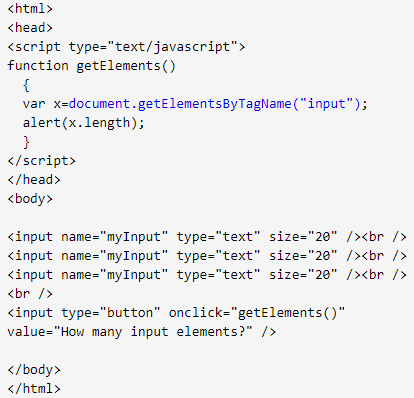 <html>
<head>
<script type="text/javascript">
function getElements()
  {
  var x=document.getElementsByTagName("input");
  alert(x.length);
  }
</script>
</head>
<body>

<input name="myInput" type="text" size="20" /><br />
<input name="myInput" type="text" size="20" /><br />
<input name="myInput" type="text" size="20" /><br />
<br />
<input type="button" onclick="getElements()"
value="How many input elements?" />

</body>
</html>